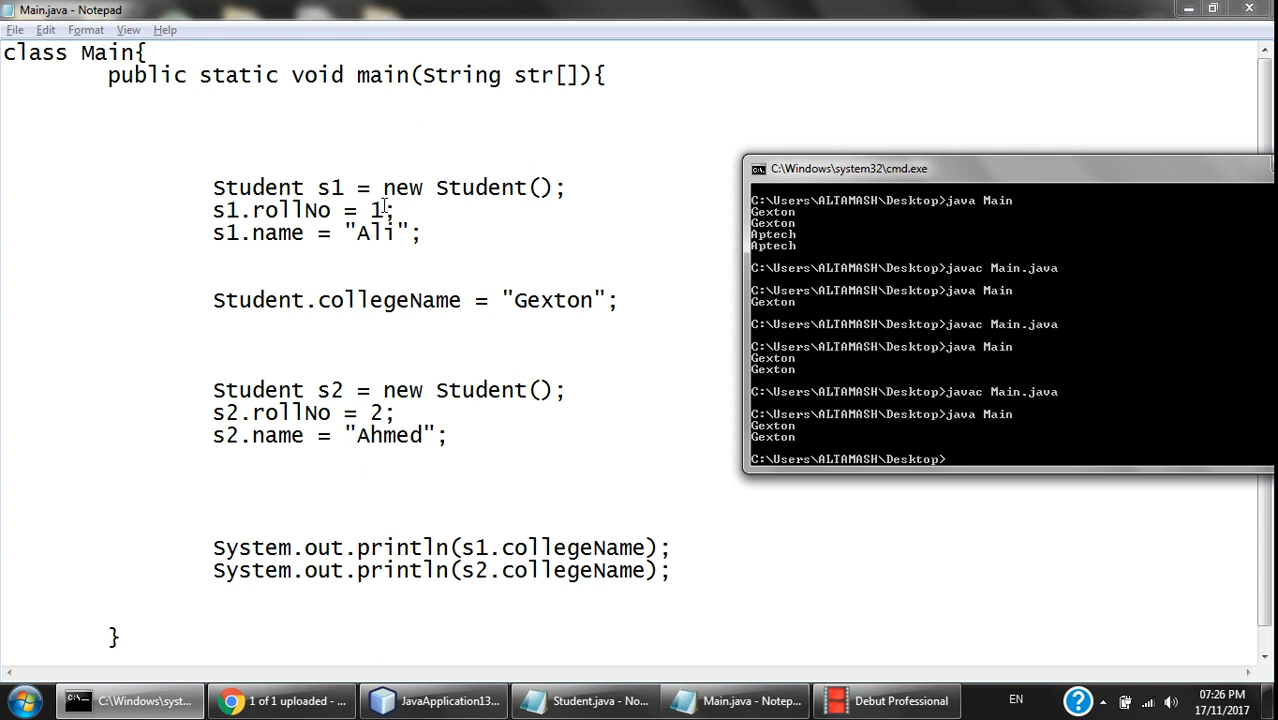 Main.java - Notepad
File Edit Format View Help
class Main{
public static void main(String str[]){
Student s1 = new Student();
s1.rollNo = 1;
s1.name = "Ali";
Student.collegeName = "Gexton";
Student s2 = new Student();
s2.rollNo = 2;
s2.name = "Ahmed";
System.out.println(s1.collegeName);
System.out.println(s2.collegeName);
}
C:\Windows\system32\cmd.exe
C:\Users\ALTAMASH\Desktop>java Main
Gexton
Gexton
Aptech
Aptech
C:\Users\ALTAMASH\Desktop>javac Main.java
C:\Users\ALTAMASH\Desktop>java Main
Gexton
C:\Users\ALTAMASH\Desktop>javac Main.java
C:\Users\ALTAMASH\Desktop>java Main
Gexton
Gexton
C:\Users\ALTAMASH\Desktop>javac Main.java
C:\Users\ALTAMASH\Desktop>java Main
Gexton
Gexton
C:\Users\ALTAMASH\Desktop>
C:\Windows\syst... 1 of 1 uploaded - ... JavaApplication13... Student.java - No... Main.java - Notep... Debut Professional EN 07:26 PM
17/11/2017